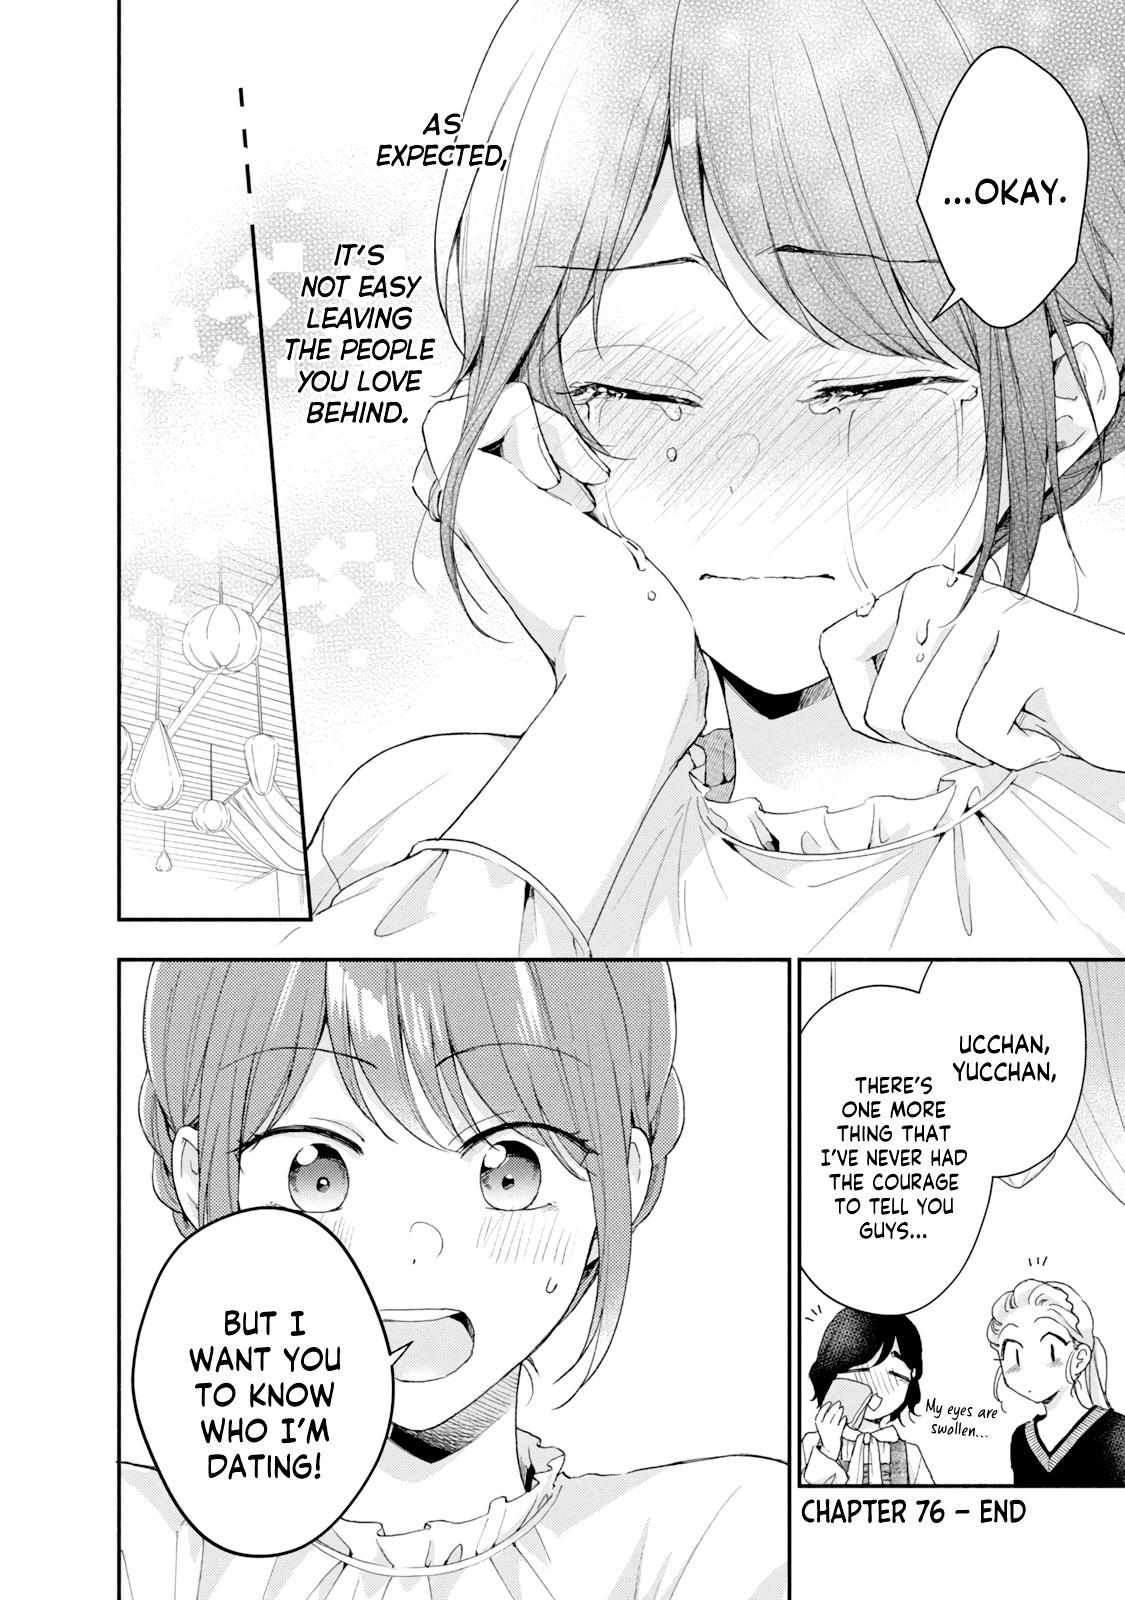 ...OKAY.
AS
EXPECTED,
IT'S
NOT EASY
LEAVING
THE PEOPLE
YOU LOVE
BEHIND.
UCCHAN,
YUCCHAN,
THERE'S
ONE MORE
THING THAT
I'VE NEVER HAD
THE COURAGE
TO TELL YOU
GUYS...
My eyes are
swollen...
BUT I
WANT YOU
TO KNOW
WHO I'M
DATING!
CHAPTER 76 – END